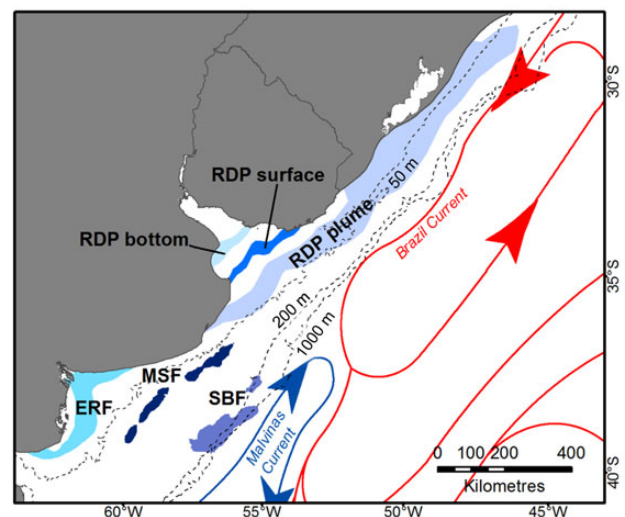 30°S
RDP surface
50 m
RDP plume
Brazil Current
RDP bottom
35°S
200 m
1000 m
MSF
ERF
SBF
Malvinas
Current
0 100 200 400
Kilometres
40°S
60°W 55°W 50°W 45°W